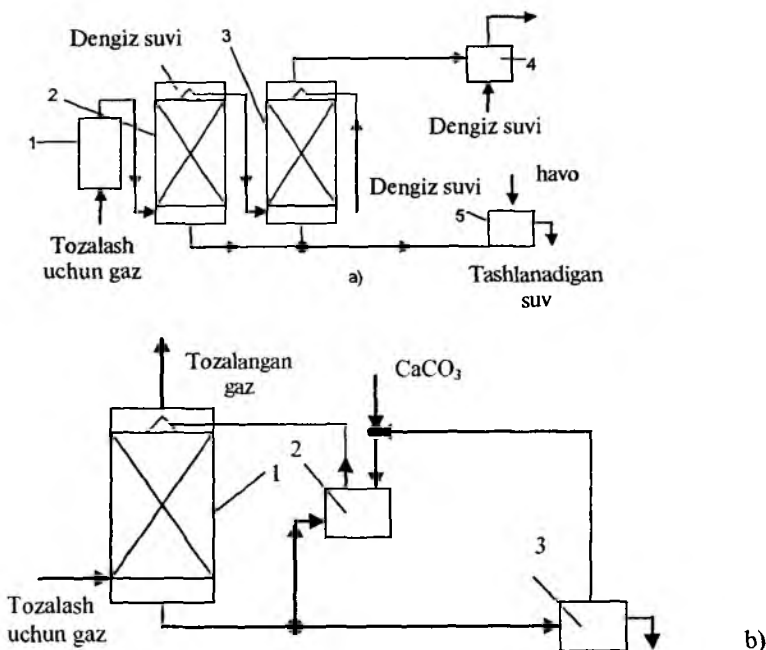 Dengiz suvi
3
2
1
4
Dengiz suvi
Dengiz suvi
havo
5
Tozalash
uchun gaz
a)
Tashlanadigan
suv
Tozalangan
gaz
CaCO₃
2
1
3
Tozalash
uchun gaz
b)